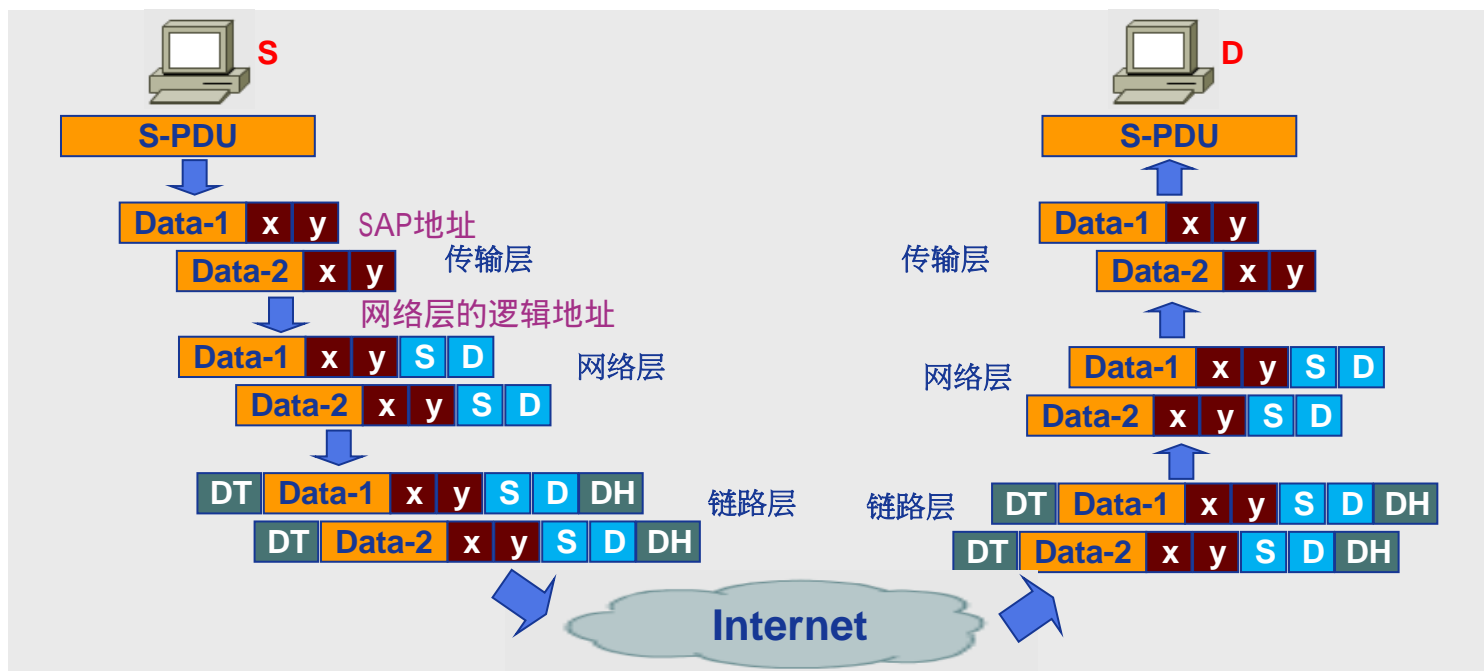 S
D
S-PDU
S-PDU
Data-1 x y
SAP地址
Data-1 x y
Data-2 x y
传输层
传输层
Data-2 x y
网络层的逻辑地址
Data-1 x y S D
网络层
网络层
Data-1 x y S D
Data-2 x y S D
Data-2 x y S D
DT Data-1 x y S D DH
链路层
链路层
DT Data-1 x y S D DH
DT Data-2 x y S D DH
DT Data-2 x y S D DH
Internet